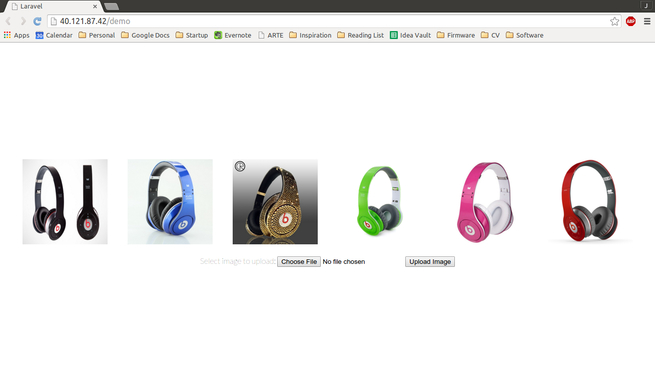 Laravel
J
40.121.87.42/demo
ABP
Apps Calendar Personal Google Docs Startup Evernote ARTE Inspiration Reading List Idea Vault Firmware CV Software
Select image to upload: Choose File No file chosen Upload Image